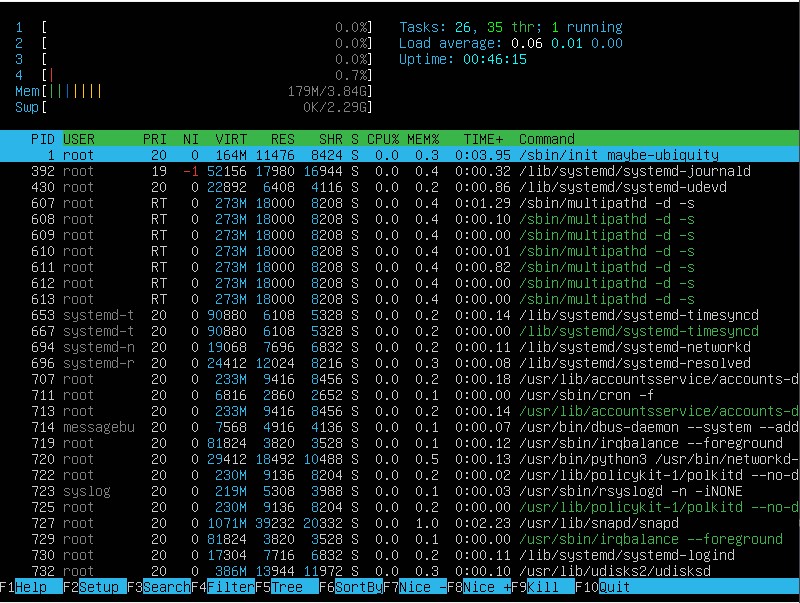 1 [ 0.0%] Tasks: 26, 35 thr; 1 running
2 [ 0.0%] Load average: 0.06 0.01 0.00
3 [ 0.0%] Uptime: 00:46:15
4 [| 0.7%]
Mem[||||||| 179M/3.84G]
Swp[ 0K/2.29G]
PID USER PRI NI VIRT RES SHR S CPU% MEM% TIME+ Command
1 root 20 0 164M 11476 8424 S 0.0 0.3 0:03.95 /sbin/init maybe-ubiquity
392 root 19 -1 52156 17980 16944 S 0.0 0.4 0:00.32 /lib/systemd/systemd-journald
430 root 20 0 22892 6408 4116 S 0.0 0.2 0:00.86 /lib/systemd/systemd-udevd
607 root RT 0 273M 18000 8208 S 0.0 0.4 0:01.29 /sbin/multipathd -d -s
608 root RT 0 273M 18000 8208 S 0.0 0.4 0:00.10 /sbin/multipathd -d -s
609 root RT 0 273M 18000 8208 S 0.0 0.4 0:00.00 /sbin/multipathd -d -s
610 root RT 0 273M 18000 8208 S 0.0 0.4 0:00.01 /sbin/multipathd -d -s
611 root RT 0 273M 18000 8208 S 0.0 0.4 0:00.82 /sbin/multipathd -d -s
612 root RT 0 273M 18000 8208 S 0.0 0.4 0:00.00 /sbin/multipathd -d -s
613 root RT 0 273M 18000 8208 S 0.0 0.4 0:00.00 /sbin/multipathd -d -s
653 systemd-t 20 0 90880 6108 5328 S 0.0 0.2 0:00.14 /lib/systemd/systemd-timesyncd
667 systemd-t 20 0 90880 6108 5328 S 0.0 0.2 0:00.00 /lib/systemd/systemd-timesyncd
694 systemd-n 20 0 19068 7696 6832 S 0.0 0.2 0:00.11 /lib/systemd/systemd-networkd
696 systemd-r 20 0 24412 12024 8216 S 0.0 0.3 0:00.08 /lib/systemd/systemd-resolved
707 root 20 0 233M 9416 8456 S 0.0 0.2 0:00.18 /usr/lib/accountsservice/accounts-d
711 root 20 0 6816 2860 2652 S 0.0 0.1 0:00.00 /usr/sbin/cron -f
713 root 20 0 233M 9416 8456 S 0.0 0.2 0:00.14 /usr/lib/accountsservice/accounts-d
714 messagebu 20 0 7568 4916 4136 S 0.0 0.1 0:00.07 /usr/bin/dbus-daemon --system --add
719 root 20 0 81824 3820 3528 S 0.0 0.1 0:00.12 /usr/sbin/irqbalance --foreground
720 root 20 0 29412 18492 10488 S 0.0 0.5 0:00.13 /usr/bin/python3 /usr/bin/networkd-
722 root 20 0 230M 9136 8204 S 0.0 0.2 0:00.02 /usr/lib/policykit-1/polkitd --no-d
723 syslog 20 0 219M 5308 3988 S 0.0 0.1 0:00.03 /usr/sbin/rsyslogd -n -iNONE
725 root 20 0 230M 9136 8204 S 0.0 0.2 0:00.00 /usr/lib/policykit-1/polkitd --no-d
727 root 20 0 1071M 39232 20332 S 0.0 1.0 0:02.23 /usr/lib/snapd/snapd
729 root 20 0 81824 3820 3528 S 0.0 0.1 0:00.00 /usr/sbin/irqbalance --foreground
730 root 20 0 17304 7716 6832 S 0.0 0.2 0:00.11 /lib/systemd/systemd-logind
732 root 20 0 386M 13944 11972 S 0.0 0.3 0:00.10 /usr/lib/udisks2/udisksd
F1Help F2Setup F3SearchF4FilterF5Tree F6SortByF7Nice -F8Nice +F9Kill F10Quit